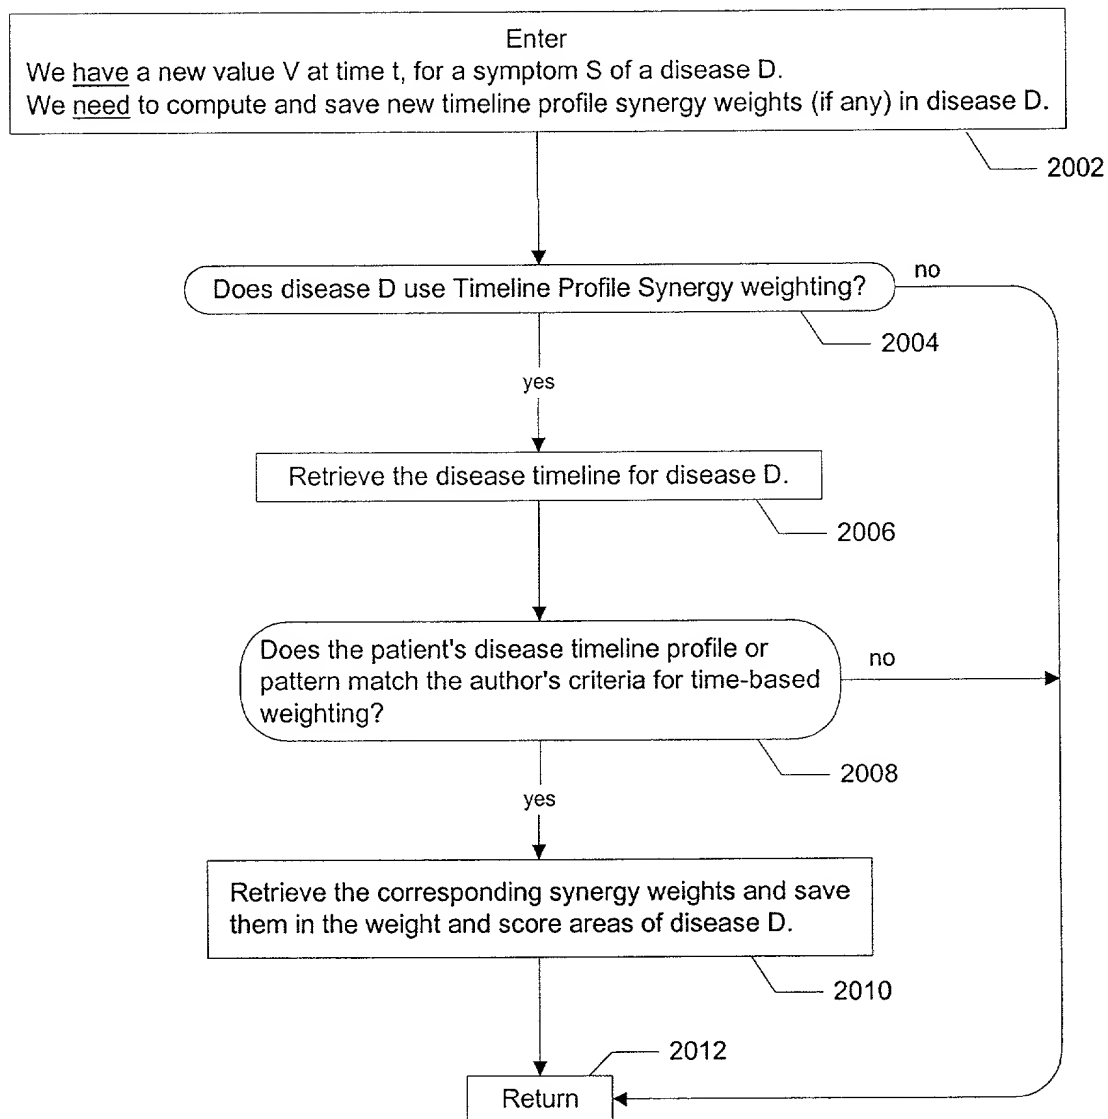 Enter
We have a new value V at time t, for a symptom S of a disease D.
We need to compute and save new timeline profile synergy weights (if any) in disease D.
2002
Does disease D use Timeline Profile Synergy weighting?
no
2004
yes
Retrieve the disease timeline for disease D.
2006
Does the patient's disease timeline profile or
pattern match the author's criteria for time-based
weighting?
no
2008
yes
Retrieve the corresponding synergy weights and save
them in the weight and score areas of disease D.
2010
2012
Return